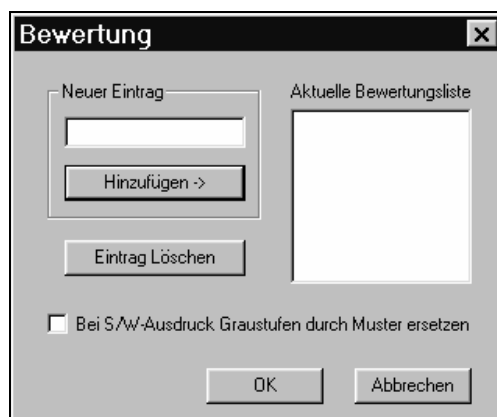 Bewertung
Neuer Eintrag
Aktuelle Bewertungsliste
Hinzufügen ->
Eintrag Löschen
Bei S/W-Ausdruck Graustufen durch Muster ersetzen
OK
Abbrechen